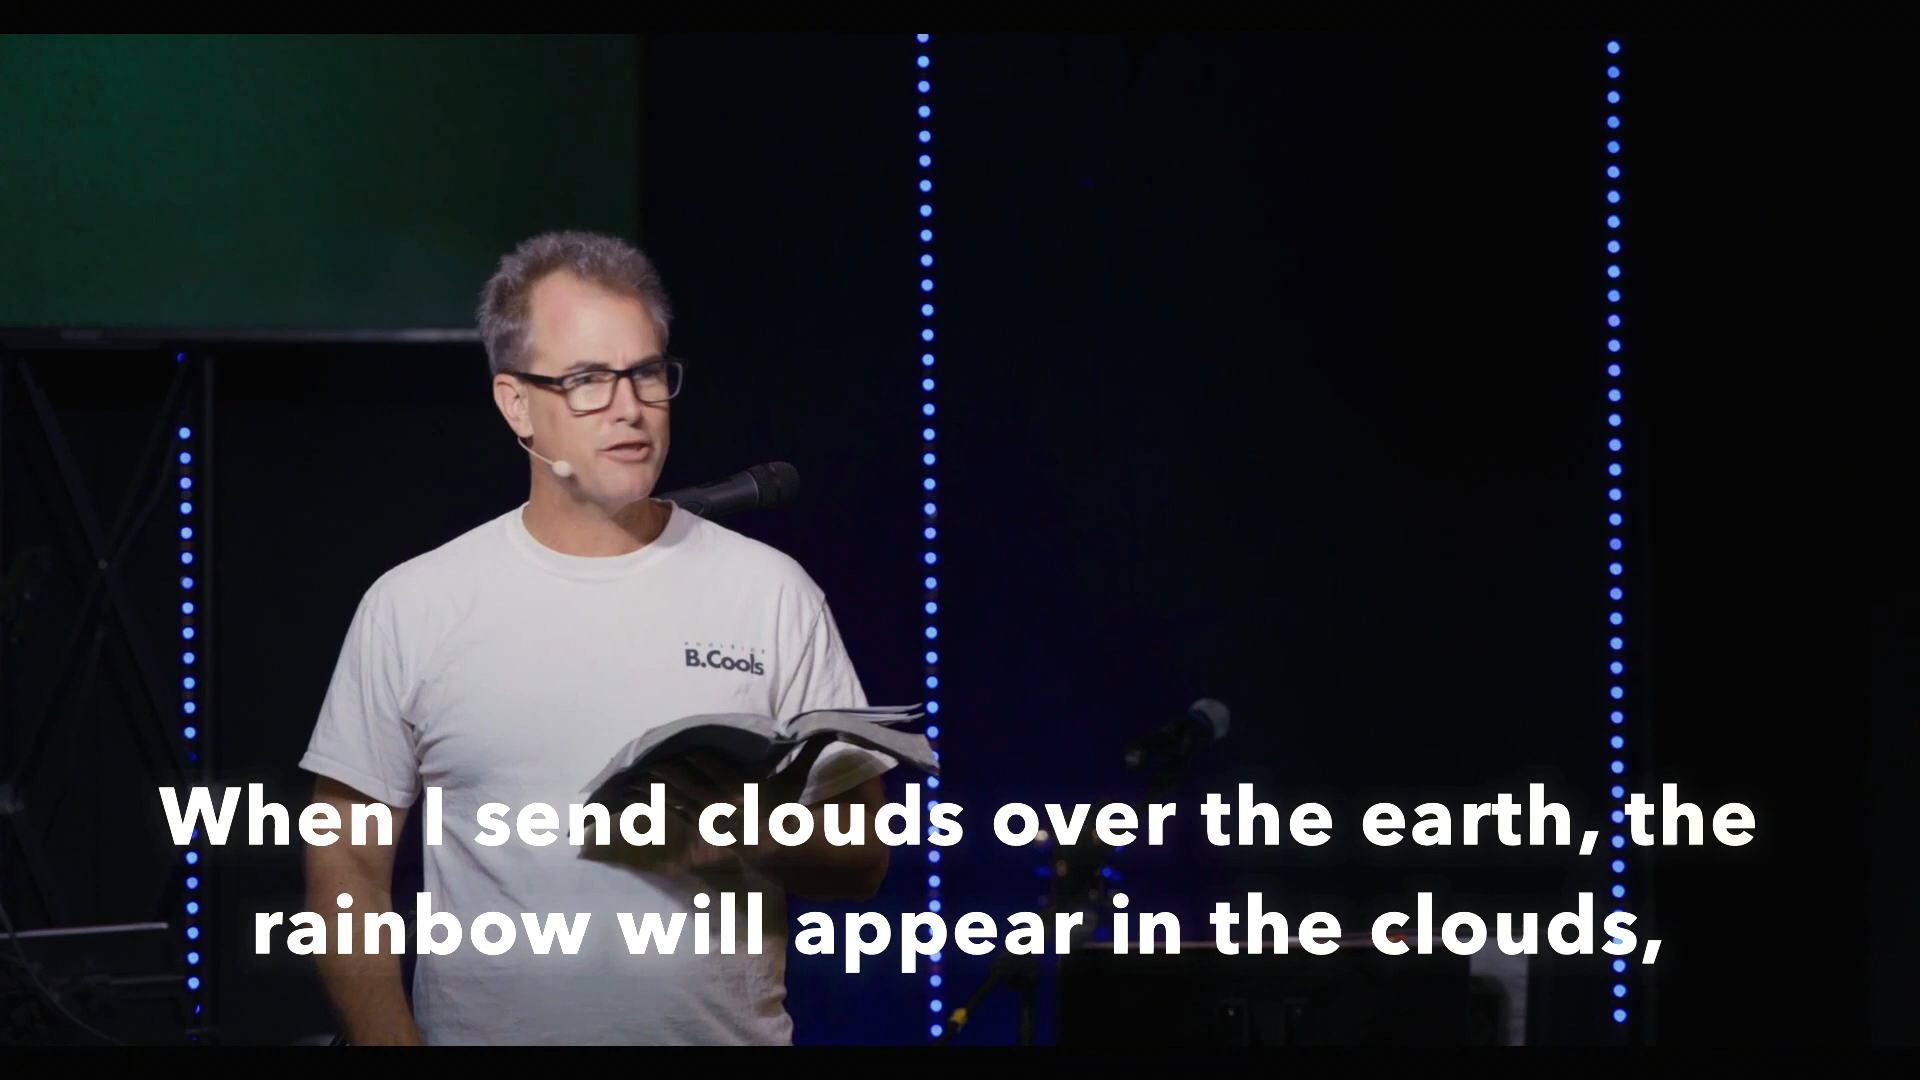 B.Cools
When I send clouds over the earth, the
rainbow will appear in the clouds,